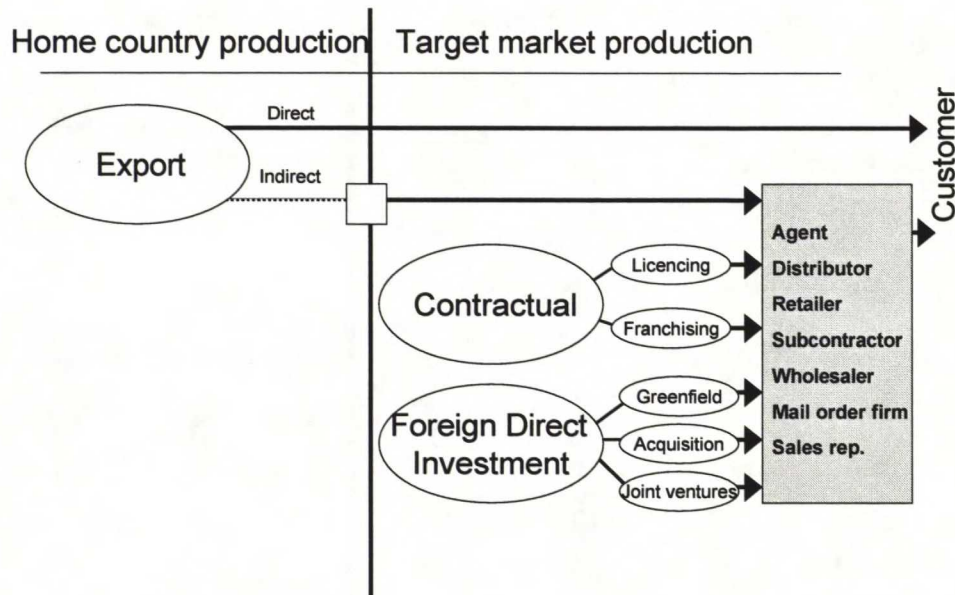 Home country production
Target market production
Direct
Export
Indirect
Customer
Agent
Distributor
Retailer
Subcontractor
Wholesaler
Mail order firm
Sales rep.
Contractual
Licencing
Franchising
Foreign Direct
Investment
Greenfield
Acquisition
Joint ventures